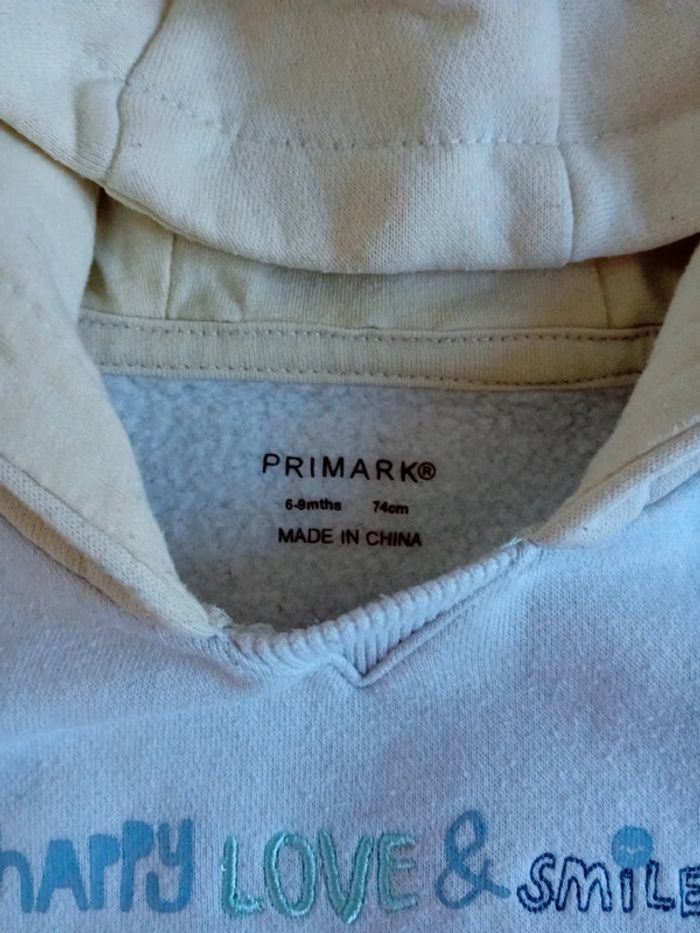 PRIMARK®
6-9mths 74cm
MADE IN CHINA
happy LOVE & SMiLE